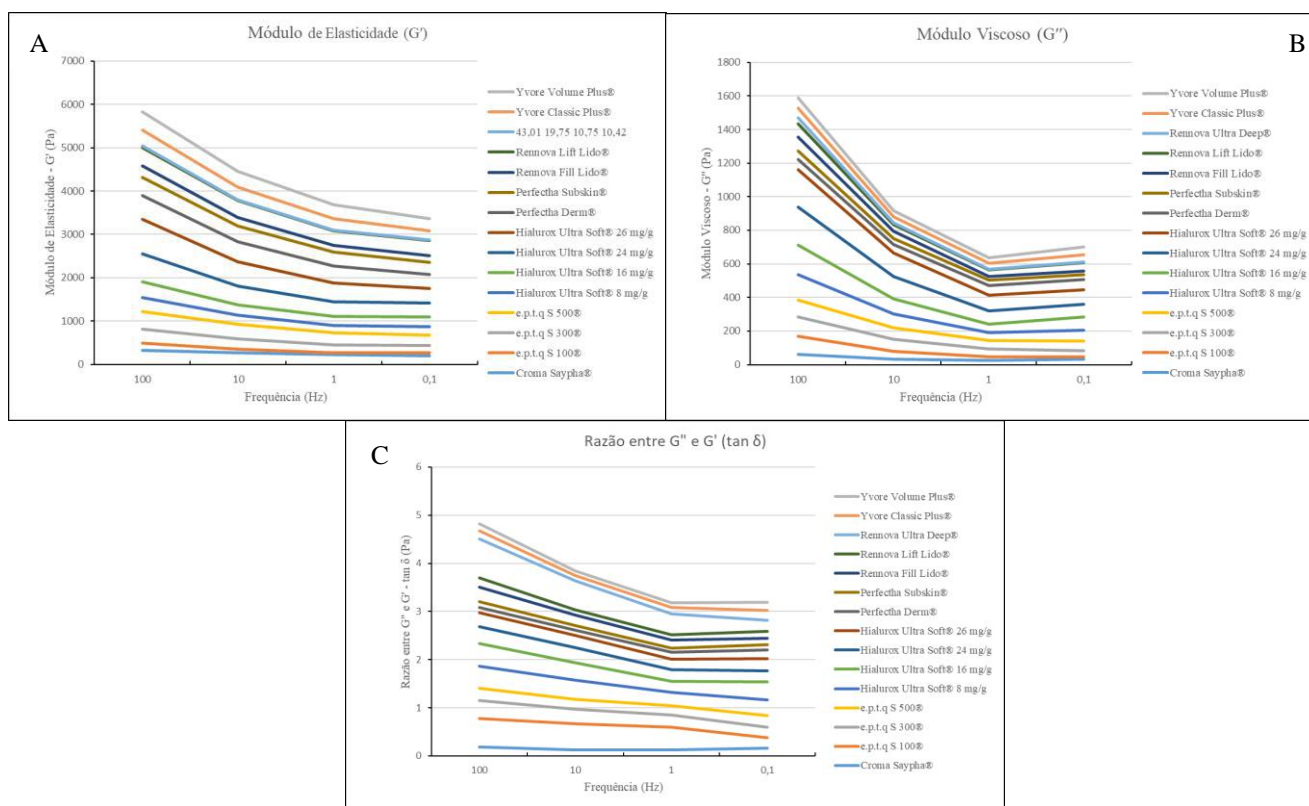 A
Módulo de Elasticidade (G')
Módulo de Elasticidade - G' (Pa)
7000
6000
5000
4000
3000
2000
1000
0
100 10 1 0,1
Frequência (Hz)
Yvore Volume Plus®
Yvore Classic Plus®
43,01 19,75 10,75 10,42
Rennova Lift Lido®
Rennova Fill Lido®
Perfectha Subskin®
Perfectha Derm®
Hialurox Ultra Soft® 26 mg/g
Hialurox Ultra Soft® 24 mg/g
Hialurox Ultra Soft® 16 mg/g
Hialurox Ultra Soft® 8 mg/g
e.p.t.q S 500®
e.p.t.q S 300®
e.p.t.q S 100®
Croma Saypha®
B
Módulo Viscoso (G″)
Módulo Viscoso - G" (Pa)
1800
1600
1400
1200
1000
800
600
400
200
0
100 10 1 0,1
Frequência (Hz)
Yvore Volume Plus®
Yvore Classic Plus®
Rennova Ultra Deep®
Rennova Lift Lido®
Rennova Fill Lido®
Perfectha Subskin®
Perfectha Derm®
Hialurox Ultra Soft® 26 mg/g
Hialurox Ultra Soft® 24 mg/g
Hialurox Ultra Soft® 16 mg/g
Hialurox Ultra Soft® 8 mg/g
e.p.t.q S 500®
e.p.t.q S 300®
e.p.t.q S 100®
Croma Saypha®
C
Razão entre G" e G' (tan δ)
Razão entre G" e G' - tan δ (Pa)
6
5
4
3
2
1
0
100 10 1 0,1
Frequência (Hz)
Yvore Volume Plus®
Yvore Classic Plus®
Rennova Ultra Deep®
Rennova Lift Lido®
Rennova Fill Lido®
Perfectha Subskin®
Perfectha Derm®
Hialurox Ultra Soft® 26 mg/g
Hialurox Ultra Soft® 24 mg/g
Hialurox Ultra Soft® 16 mg/g
Hialurox Ultra Soft® 8 mg/g
e.p.t.q S 500®
e.p.t.q S 300®
e.p.t.q S 100®
Croma Saypha®